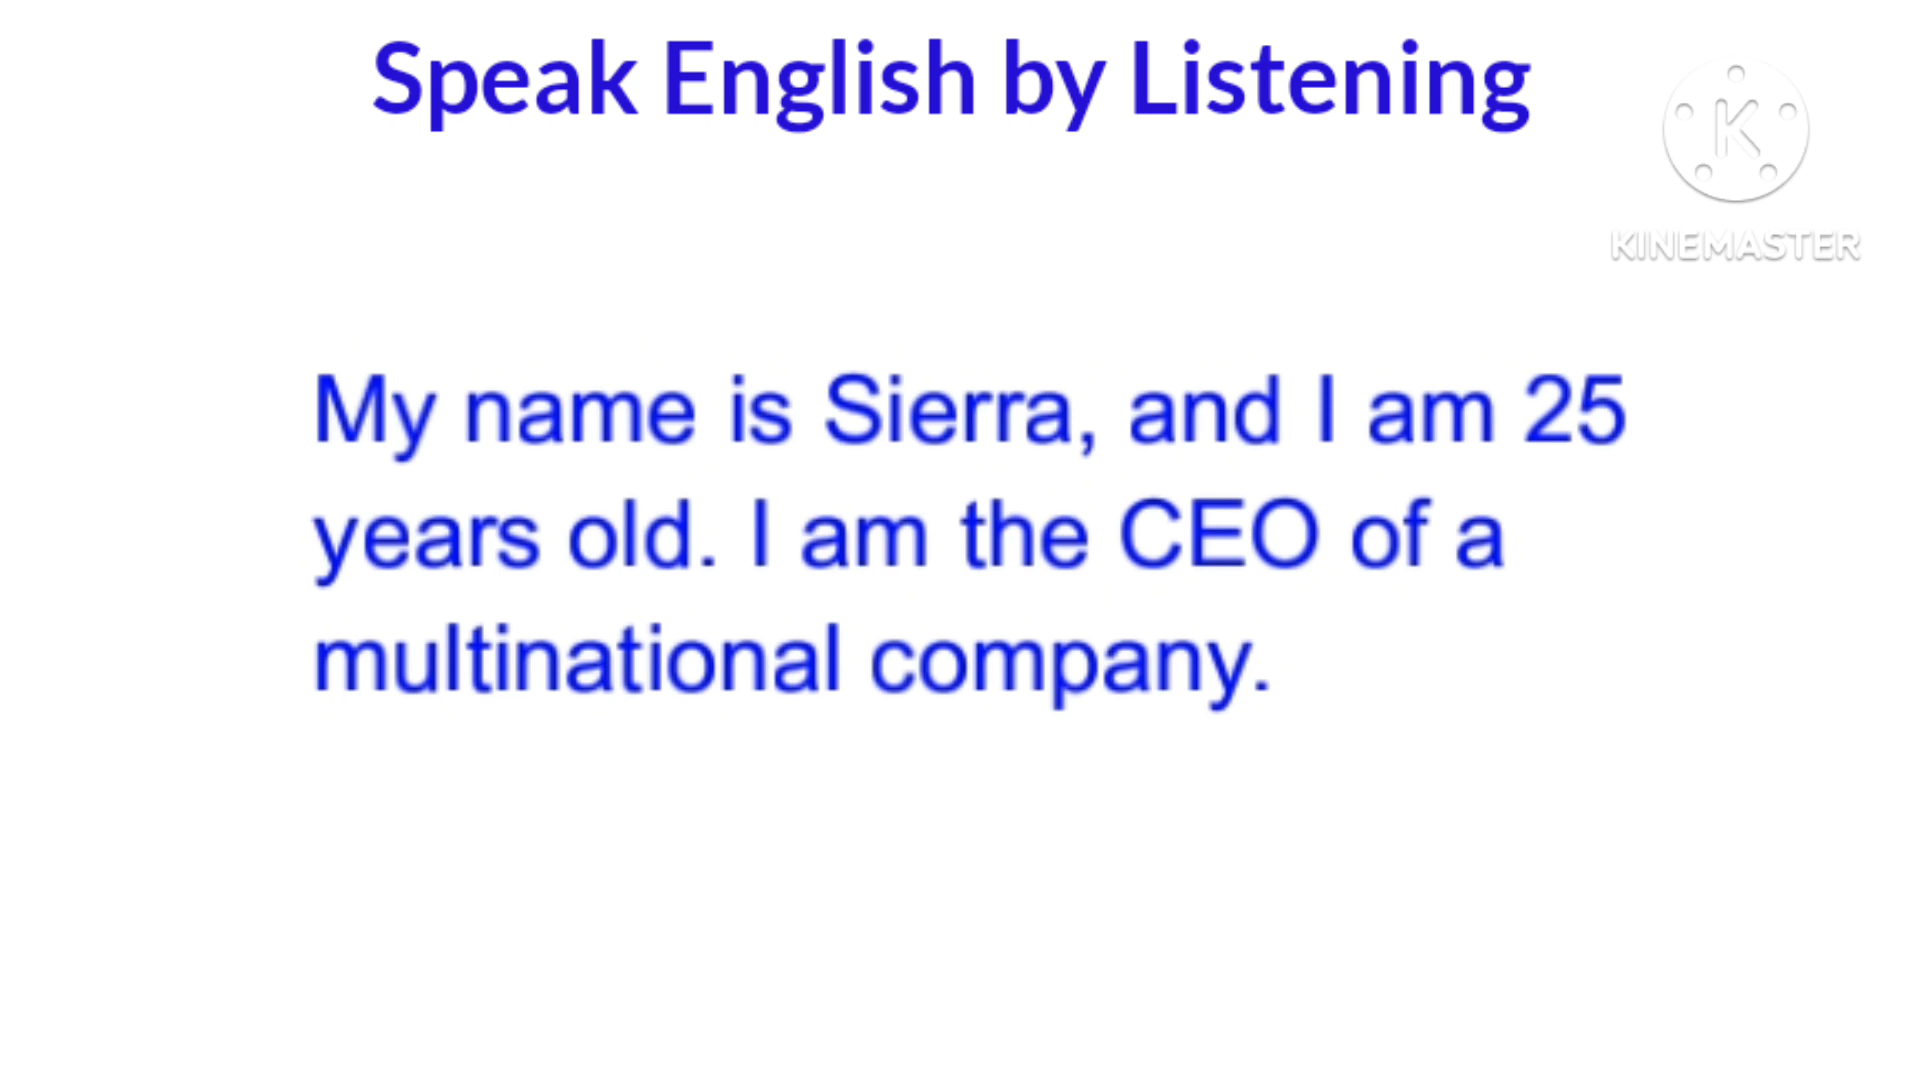 Speak English by Listening
K
KINEMASTER
My name is Sierra, and I am 25
years old. I am the CEO of a
multinational company.